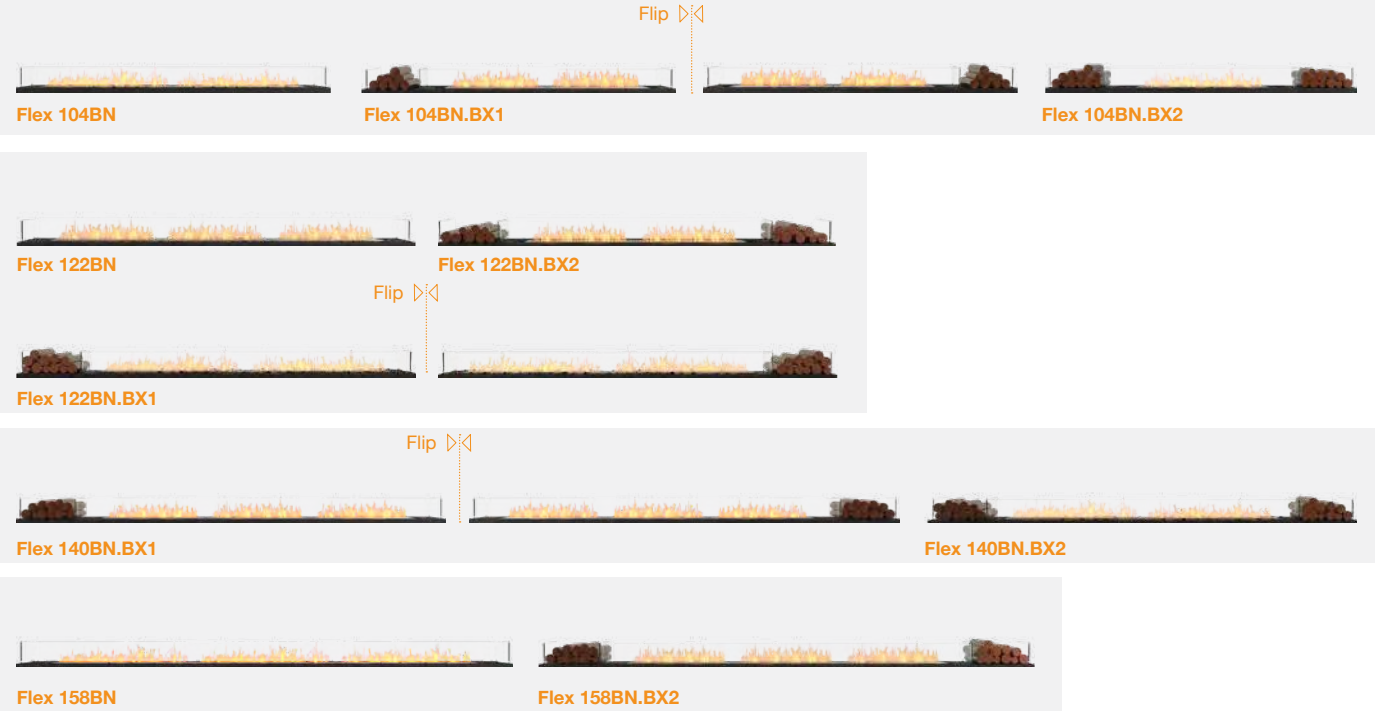 Flip
Flex 104BN
Flex 104BN.BX1
Flex 104BN.BX2
Flex 122BN
Flex 122BN.BX2
Flip
Flex 122BN.BX1
Flip
Flex 140BN.BX1
Flex 140BN.BX2
Flex 158BN
Flex 158BN.BX2